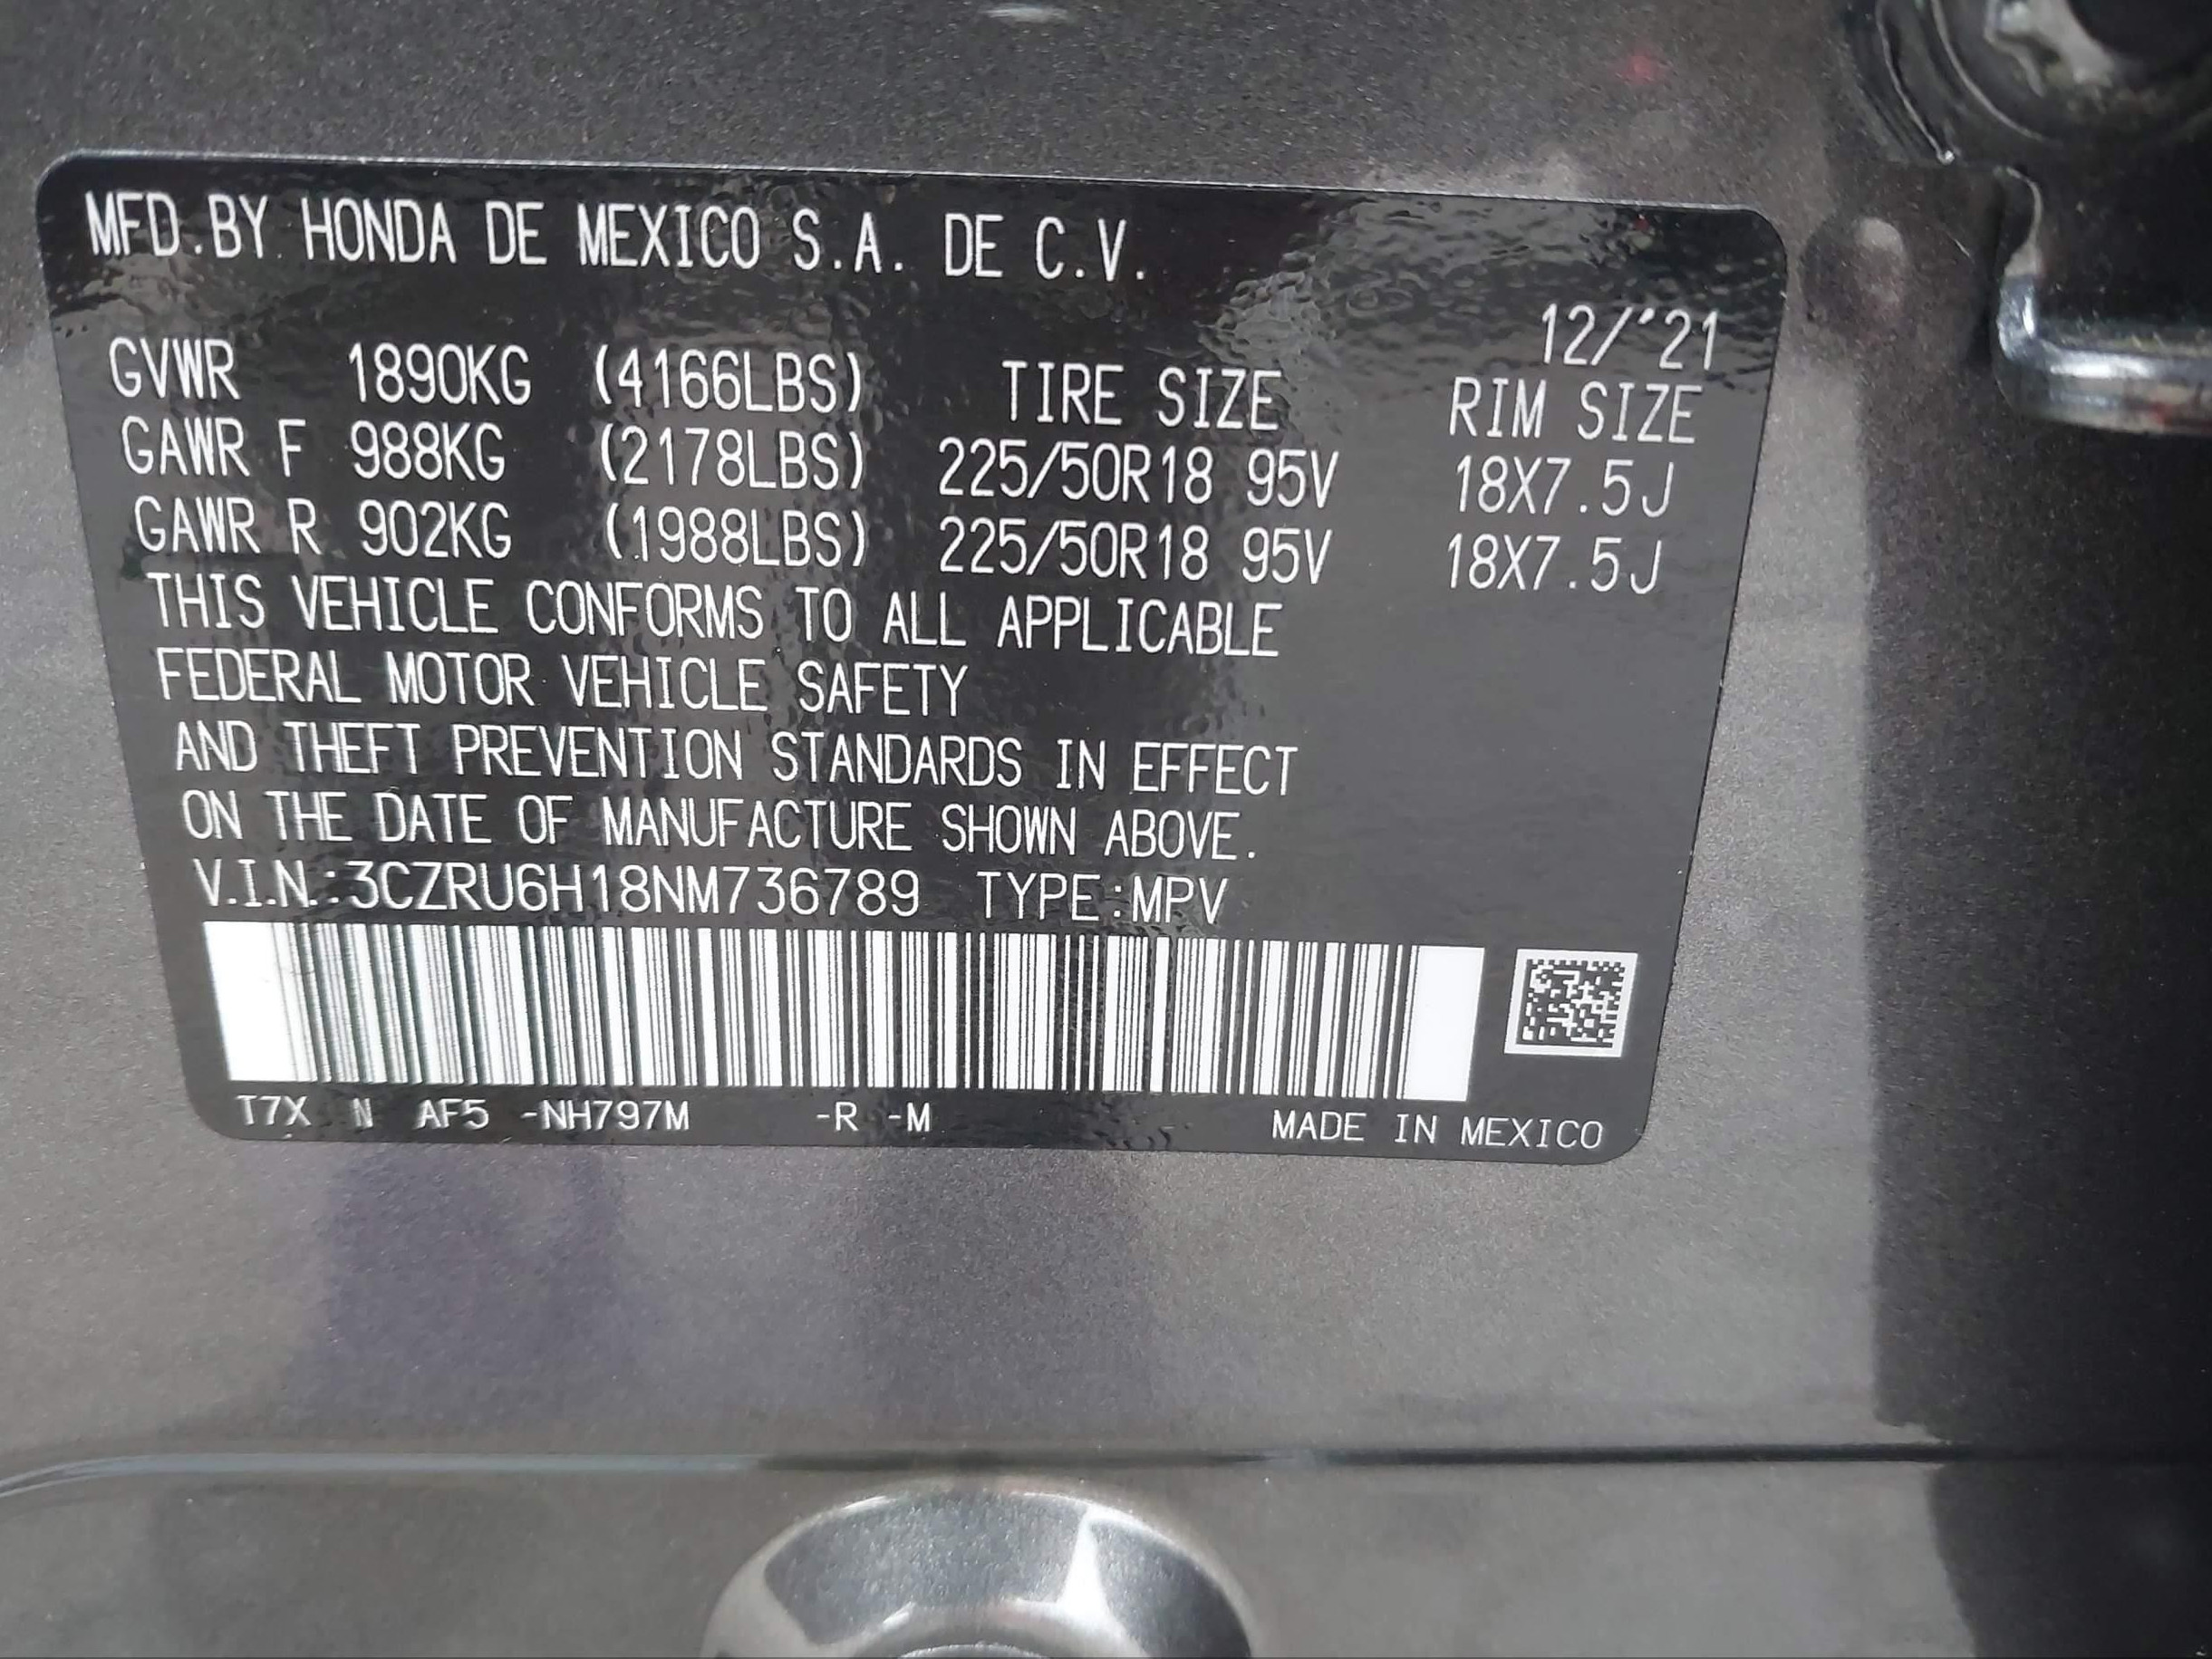 MFD.BY HONDA DE MEXICO S.A. DE C.V.
12/'21
GVWR 1890KG (4166LBS) TIRE SIZE RIM SIZE
GAWR F 988KG (2178LBS) 225/50R18 95V 18X7.5J
GAWR R 902KG (1988LBS) 225/50R18 95V 18X7.5J
THIS VEHICLE CONFORMS TO ALL APPLICABLE
FEDERAL MOTOR VEHICLE SAFETY
AND THEFT PREVENTION STANDARDS IN EFFECT
ON THE DATE OF MANUFACTURE SHOWN ABOVE.
V.I.N.:3CZRU6H18NM736789 TYPE:MPV
T7X N AF5 -NH797M -R -M MADE IN MEXICO